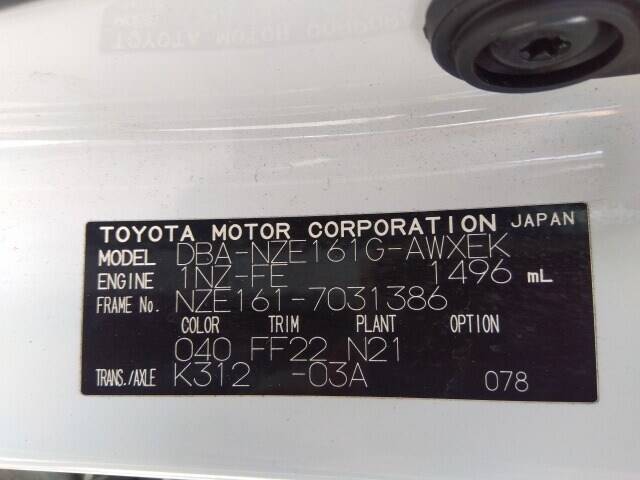 TOYOTA MOTOR CORPORATION JAPAN
MODEL DBA-NZE161G-AWXEK
ENGINE 1NZ-FE 1496 mL
FRAME No. NZE161-7031386
COLOR TRIM PLANT OPTION
040 FF22 N21
TRANS./AXLE K312 -03A 078